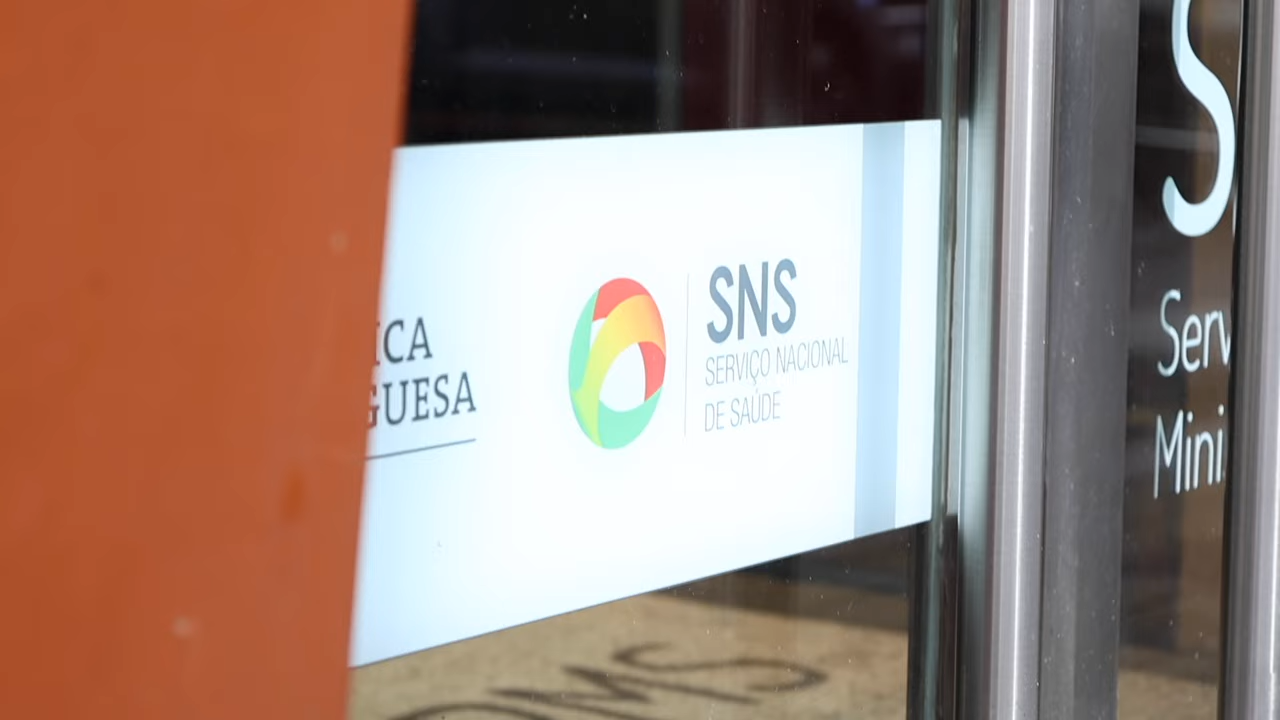 ICA
GUESA
SNS
SERVIÇO NACIONAL
DE SAÚDE
S
Serv
Mini